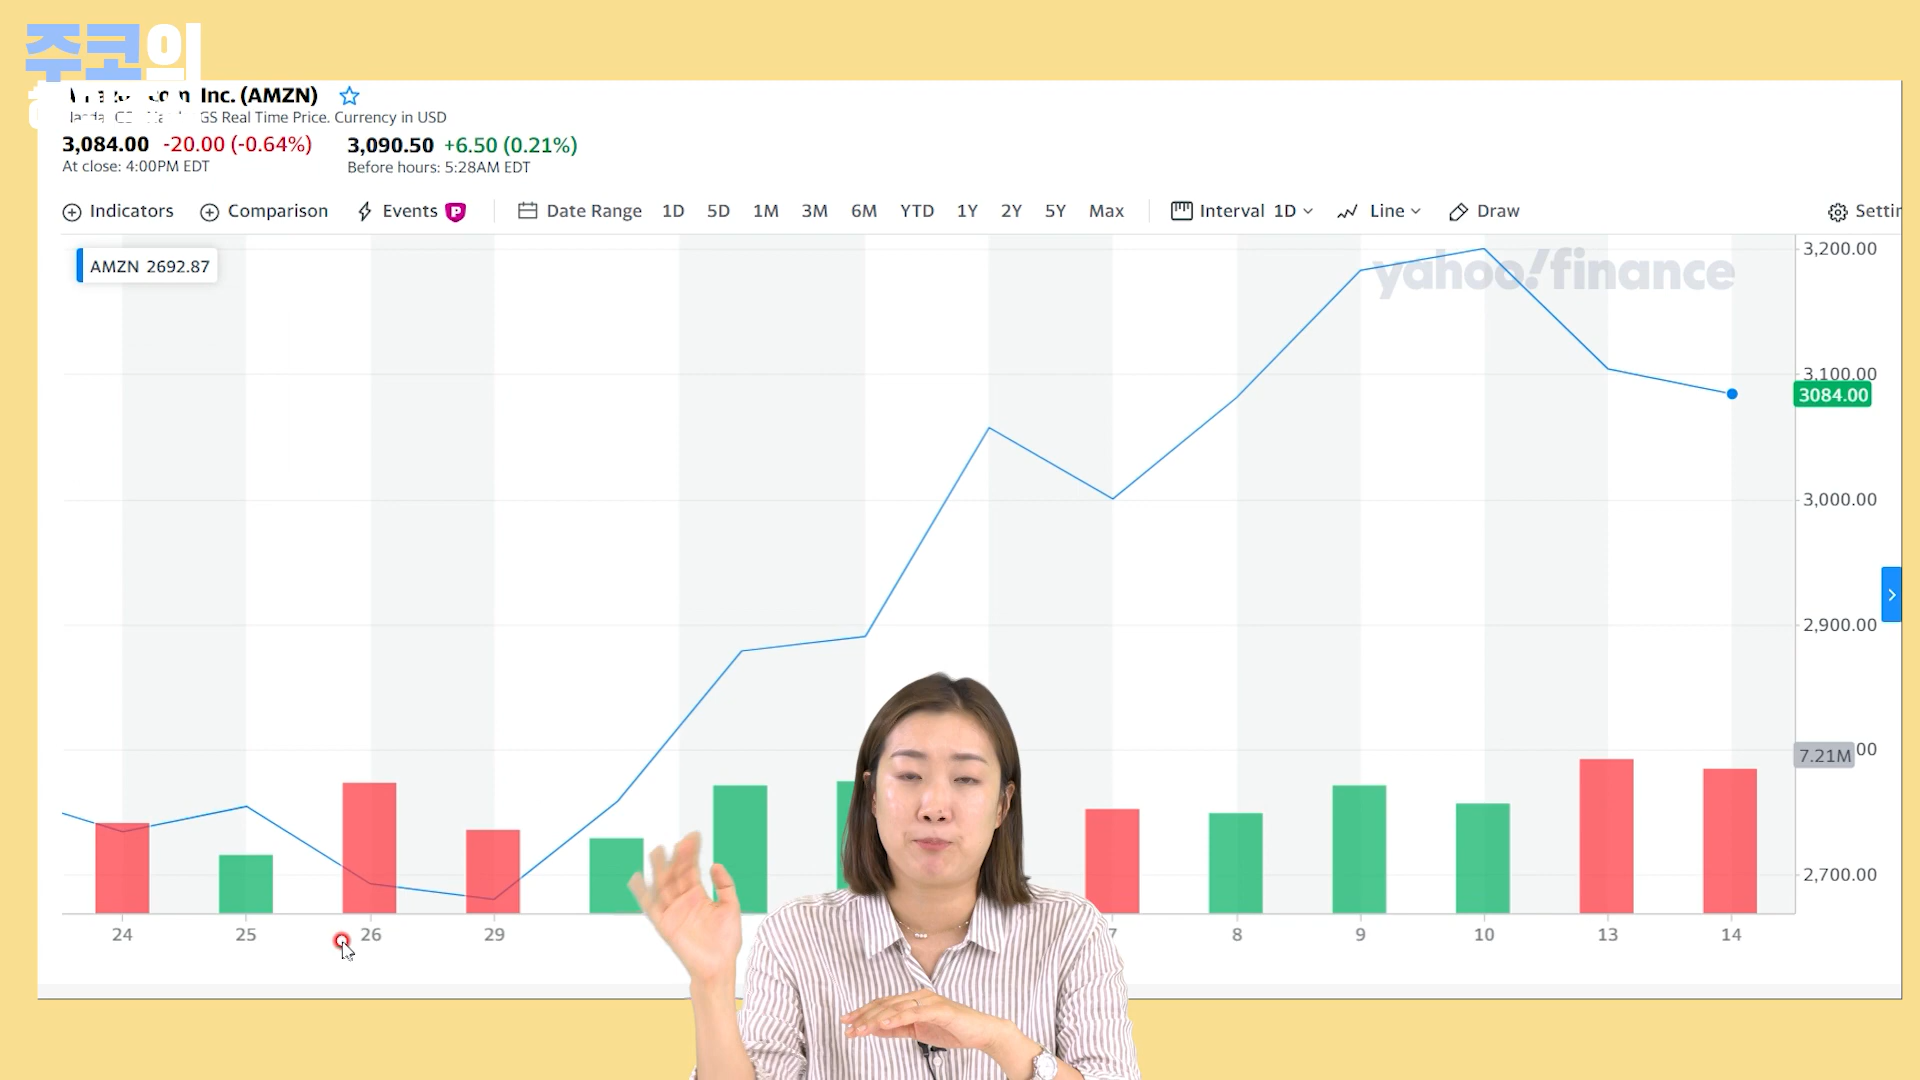 주코의
Inc. (AMZN)
GS Real Time Price. Currency in USD
3,084.00 -20.00 (-0.64%) 3,090.50 +6.50 (0.21%)
At close: 4:00PM EDT Before hours: 5:28AM EDT
Indicators Comparison Events P Date Range 1D 5D 1M 3M 6M YTD 1Y 2Y 5Y Max Interval 1D Line Draw Settin
AMZN 2692.87
yahoo!finance
3,200.00
3,100.00
3084.00
3,000.00
2,900.00
7.21M 00
2,700.00
24 25 26 29 7 8 9 10 13 14